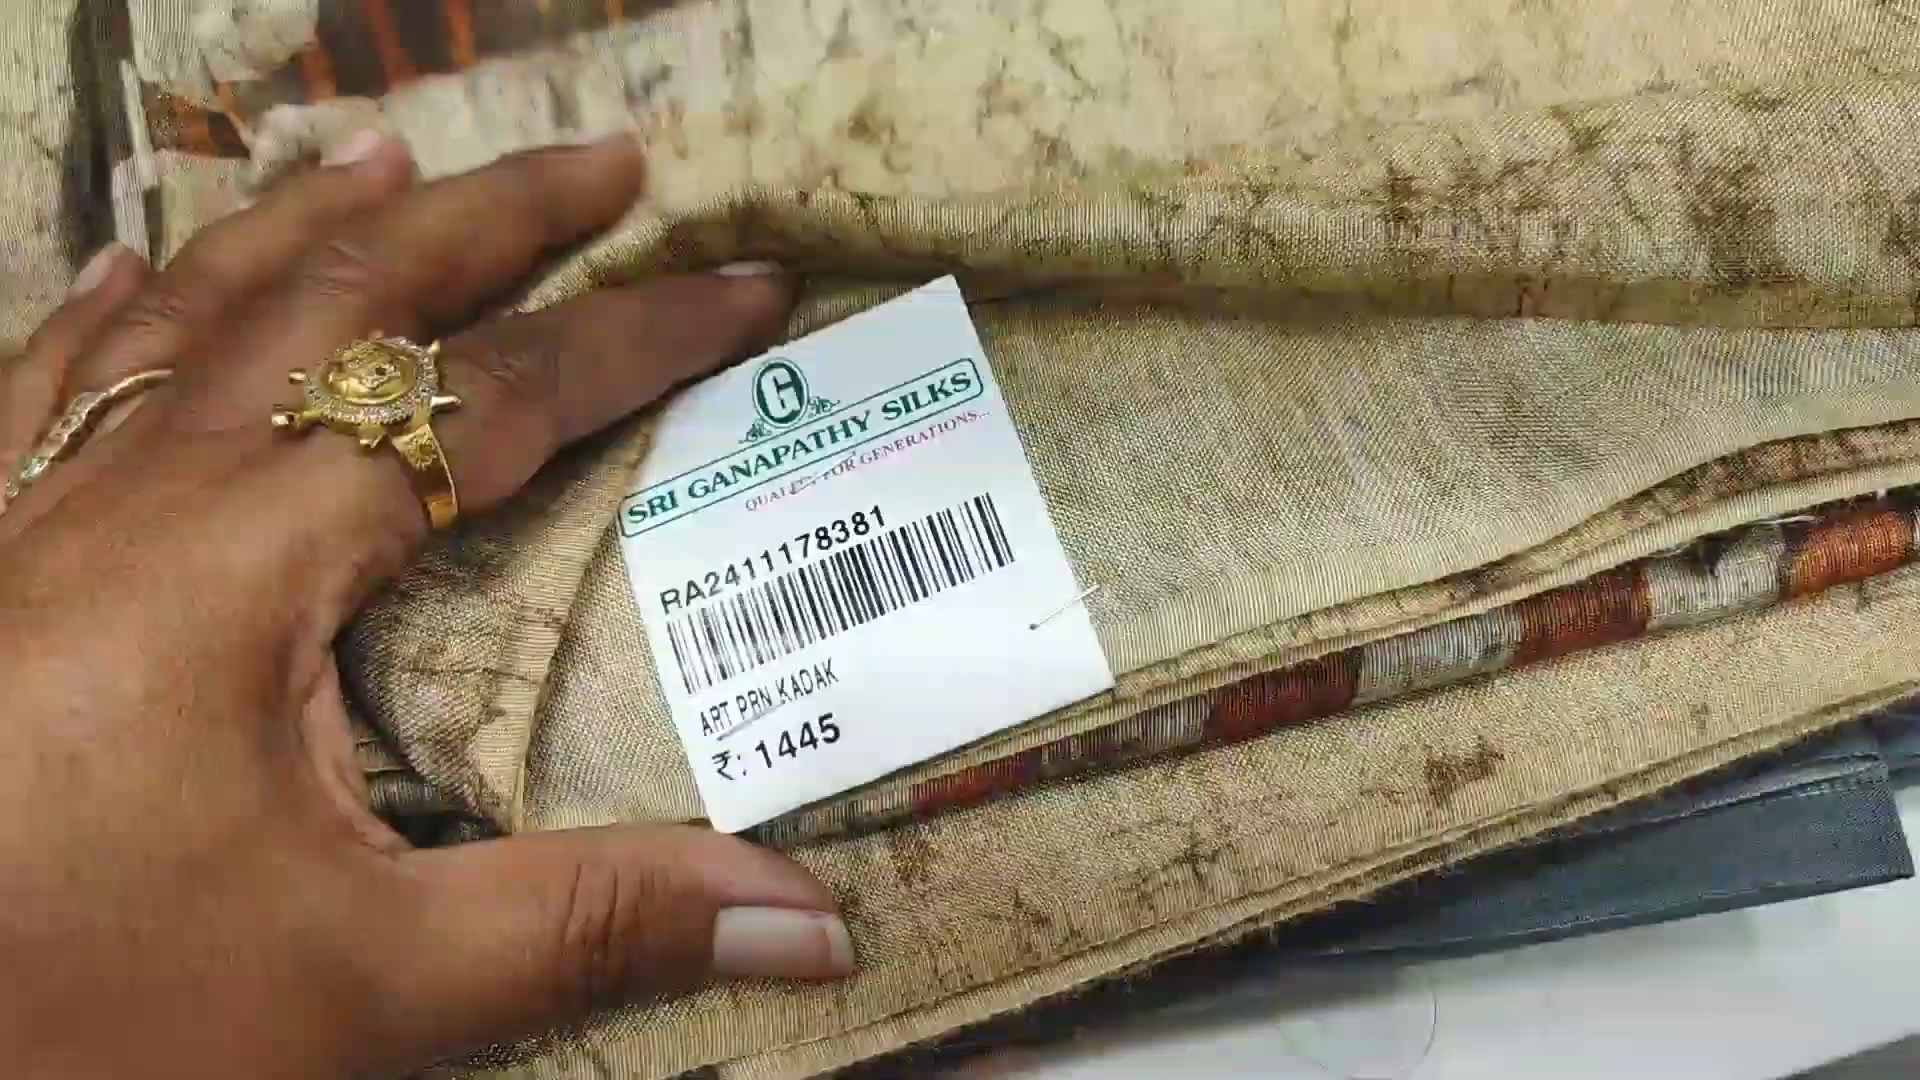 G
SRI GANAPATHY SILKS
QUALITY FOR GENERATIONS...
RA2411178381
ART PRN KADAK
₹: 1445